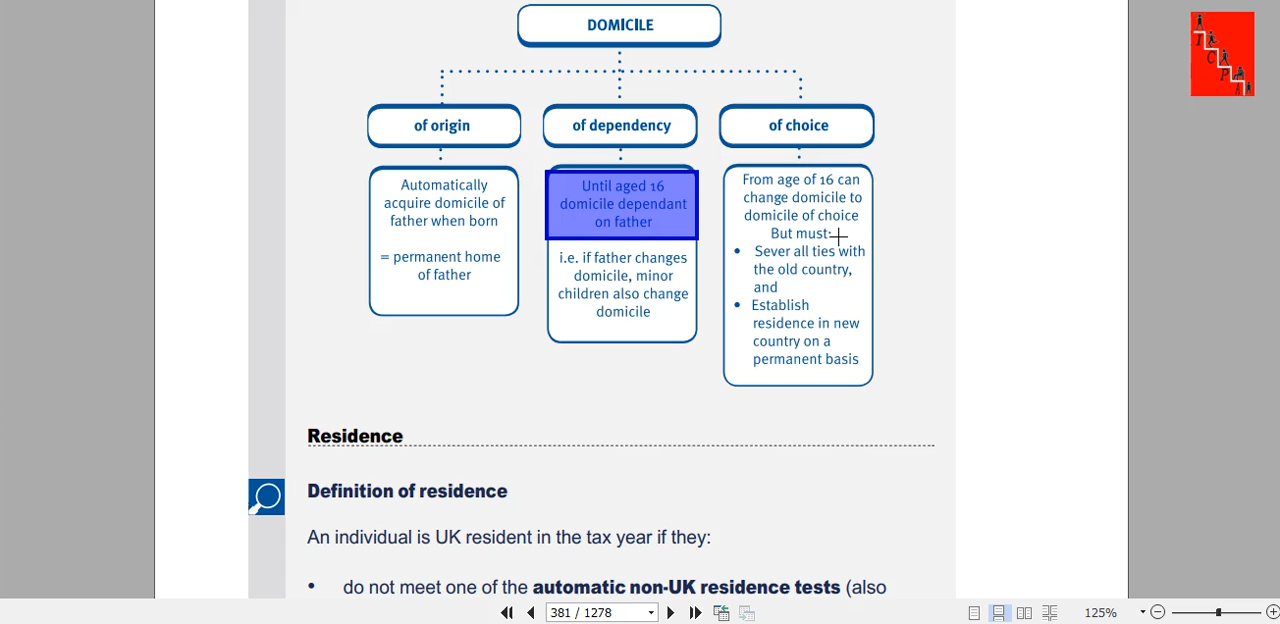 DOMICILE
of origin
of dependency
of choice
Automatically
acquire domicile of
father when born
= permanent home
of father
Until aged 16
domicile dependant
on father
i.e. if father changes
domicile, minor
children also change
domicile
From age of 16 can
change domicile to
domicile of choice
But must:
• Sever all ties with
the old country,
and
• Establish
residence in new
country on a
permanent basis
Residence
Definition of residence
An individual is UK resident in the tax year if they:
• do not meet one of the automatic non-UK residence tests (also
381 / 1278
125%
I
C
P
A